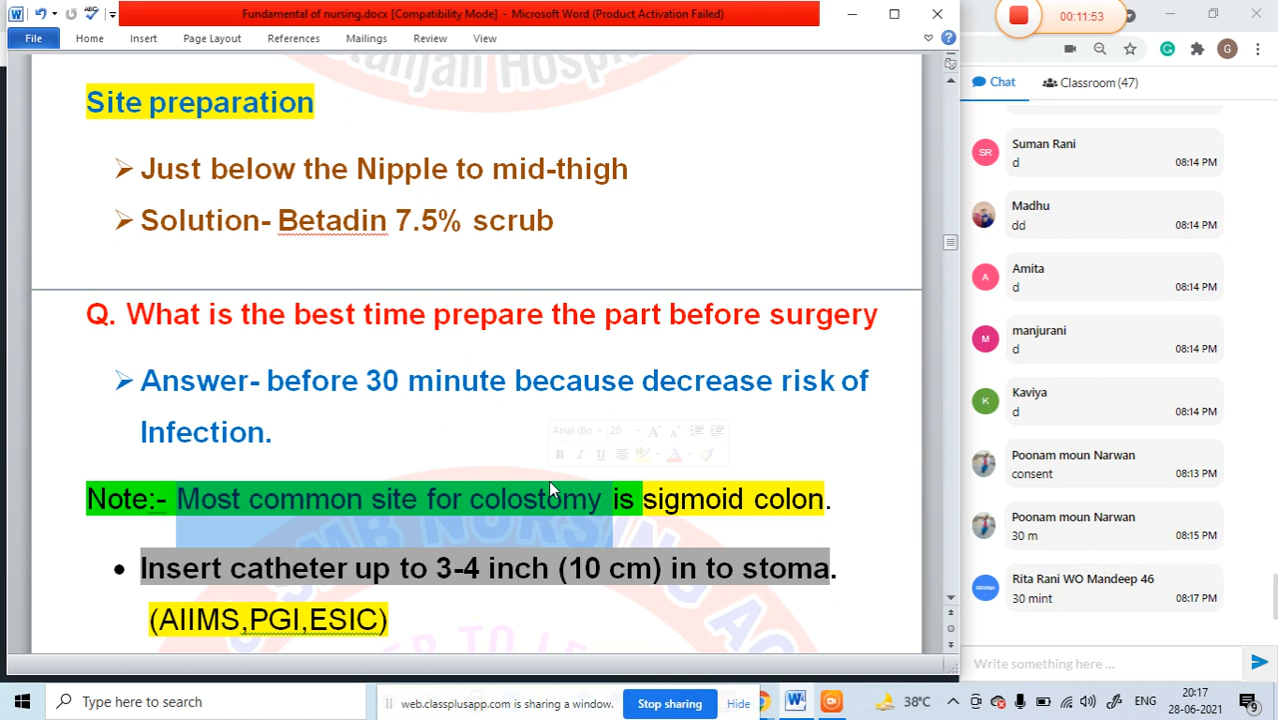 Fundamental of nursing.docx [Compatibility Mode] - Microsoft Word (Product Activation Failed)
File Home Insert Page Layout References Mailings Review View
Site preparation
Just below the Nipple to mid-thigh
Solution- Betadin 7.5% scrub
Q. What is the best time prepare the part before surgery
Answer- before 30 minute because decrease risk of
Infection.
Note:- Most common site for colostomy is sigmoid colon.
Insert catheter up to 3-4 inch (10 cm) in to stoma.
(AIIMS,PGI,ESIC)
Arial (Bo 20
00:11:53
G
Chat Classroom (47)
SR Suman Rani
d 08:14 PM
Madhu
dd 08:14 PM
A Amita
d 08:14 PM
M manjurani
d 08:14 PM
K Kaviya
d 08:14 PM
Poonam moun Narwan
consent 08:13 PM
Poonam moun Narwan
30 m 08:15 PM
Rita Rani WO Mandeep 46
30 mint 08:17 PM
Write something here ...
Type here to search
web.classplusapp.com is sharing a window. Stop sharing Hide
38°C ENG
20:17
28-06-2021
9